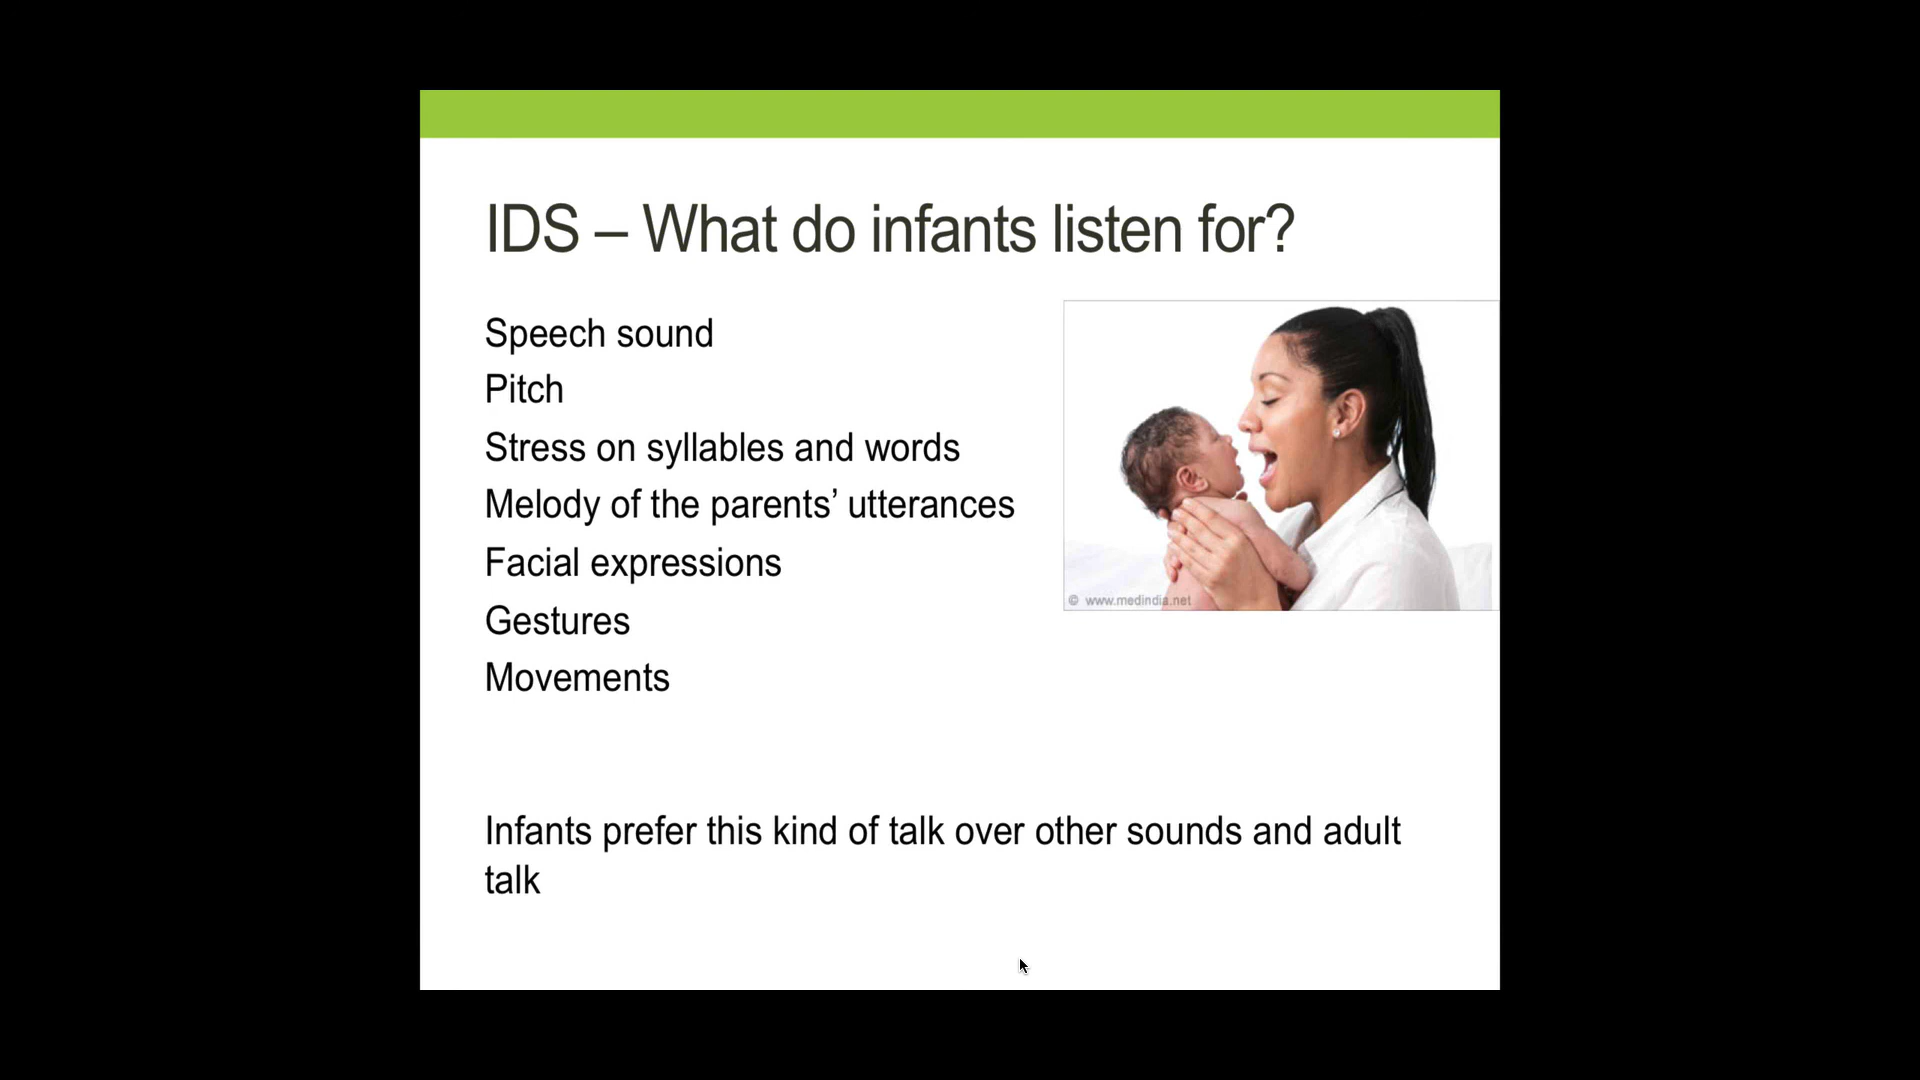 IDS – What do infants listen for?
Speech sound
Pitch
Stress on syllables and words
Melody of the parents’ utterances
Facial expressions
Gestures
Movements
© www.medindia.net
Infants prefer this kind of talk over other sounds and adult
talk